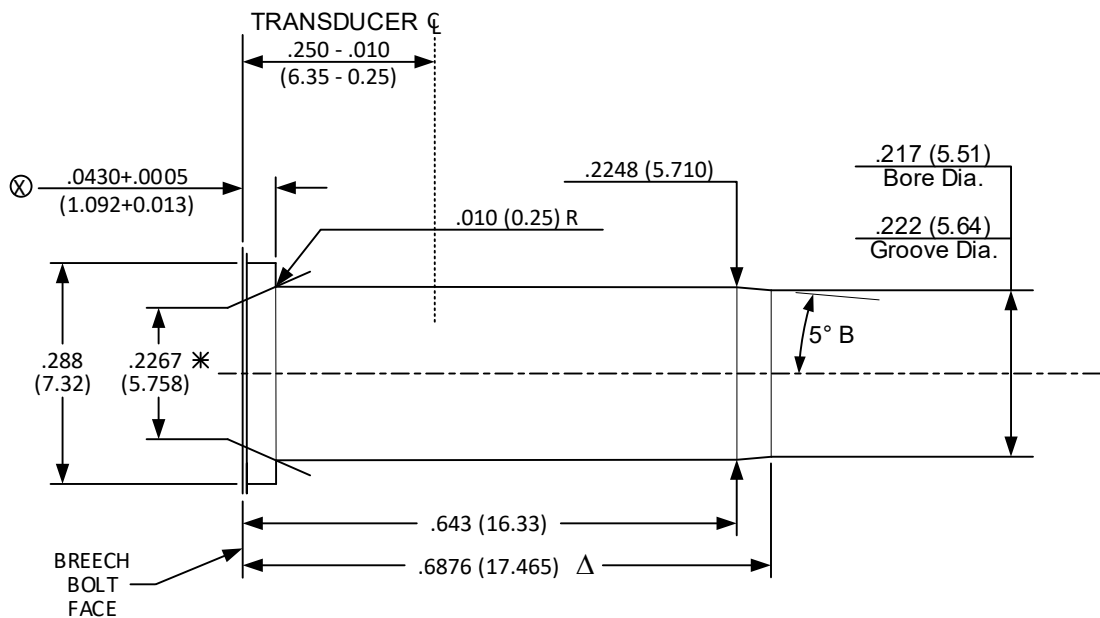 TRANSDUCER ℄
.250 - .010
(6.35 - 0.25)
ⓧ .0430+.0005
(1.092+0.013)
.2248 (5.710)
.217 (5.51)
Bore Dia.
.010 (0.25) R
.222 (5.64)
Groove Dia.
5° B
.288
(7.32)
.2267 ⚹
(5.758)
.643 (16.33)
.6876 (17.465) Δ
BREECH
BOLT
FACE